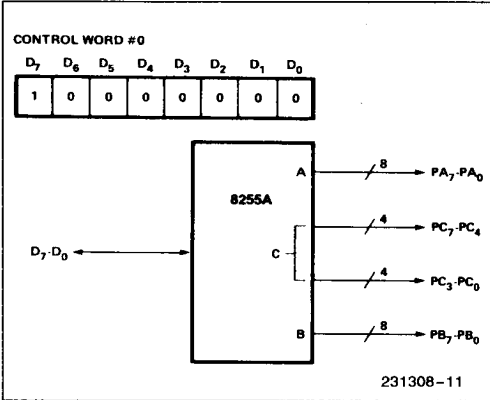 CONTROL WORD #0
D7 D6 D5 D4 D3 D2 D1 D0
1 0 0 0 0 0 0 0
8255A
A
8
PA7-PA0
4
PC7-PC4
D7-D0
C
4
PC3-PC0
B
8
PB7-PB0
231308-11